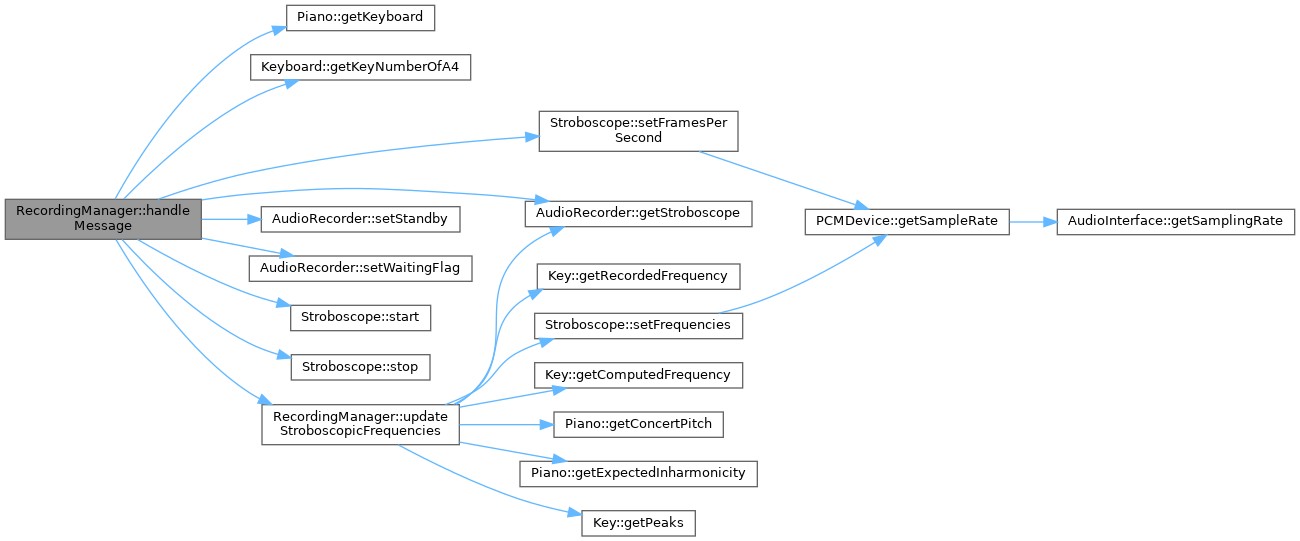 Piano::getKeyboard
Keyboard::getKeyNumberOfA4
Stroboscope::setFramesPer
Second
RecordingManager::handle
Message
AudioRecorder::getStroboscope
AudioRecorder::setStandby
PCMDevice::getSampleRate
AudioInterface::getSamplingRate
AudioRecorder::setWaitingFlag
Key::getRecordedFrequency
Stroboscope::start
Stroboscope::setFrequencies
Stroboscope::stop
Key::getComputedFrequency
RecordingManager::update
StroboscopicFrequencies
Piano::getConcertPitch
Piano::getExpectedInharmonicity
Key::getPeaks